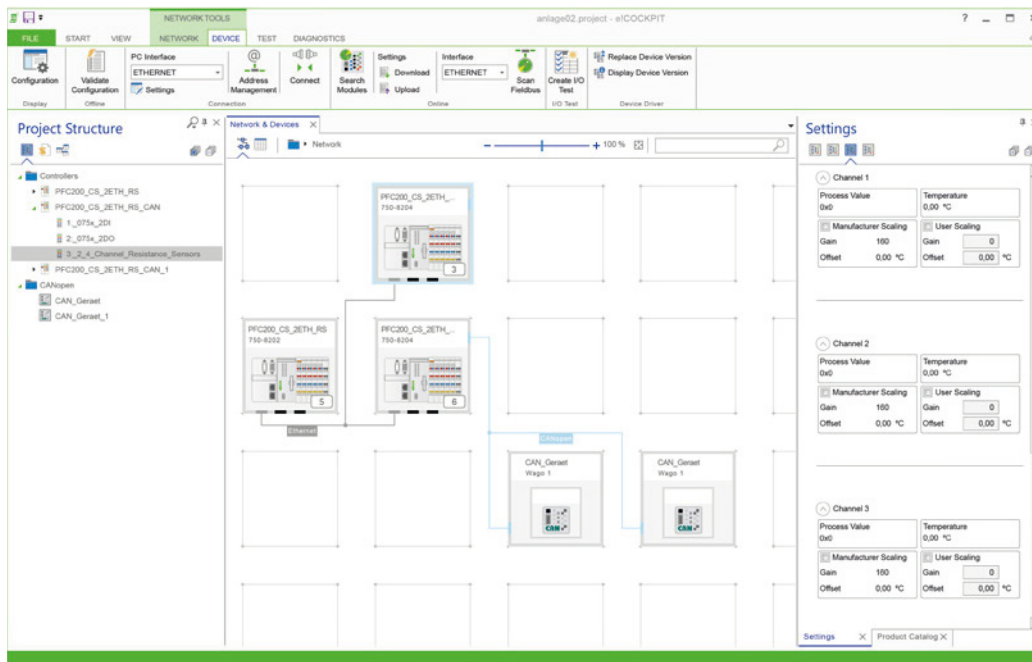 NETWORK TOOLS
anlage02.project - e!COCKPIT
?
FILE START VIEW NETWORK DEVICE TEST DIAGNOSTICS
Configuration
Display
Validate Configuration
Offline
PC Interface
ETHERNET
Settings
Address Management
Connect
Connection
Search Modules
Settings
Download
Upload
Interface
ETHERNET
Scan Fieldbus
Online
Create I/O Test
I/O Test
Replace Device Version
Display Device Version
Device Driver
Project Structure
Controllers
PFC200_CS_2ETH_RS
PFC200_CS_2ETH_RS_CAN
1_075x_2DI
2_075x_2DO
3_2_4_Channel_Resistance_Sensors
PFC200_CS_2ETH_RS_CAN_1
CANopen
CAN_Geraet
CAN_Geraet_1
Network & Devices
Network
100 %
PFC200_CS_2ETH_...
750-8204
3
PFC200_CS_2ETH_RS
750-8202
5
PFC200_CS_2ETH_...
750-8204
6
Ethernet
CANopen
CAN_Geraet
Wago 1
CAN
CAN_Geraet
Wago 1
CAN
Settings
Channel 1
Process Value Temperature
0x0 0,00 °C
Manufacturer Scaling User Scaling
Gain 160 Gain 0
Offset 0,00 °C Offset 0,00 °C
Channel 2
Process Value Temperature
0x0 0,00 °C
Manufacturer Scaling User Scaling
Gain 160 Gain 0
Offset 0,00 °C Offset 0,00 °C
Channel 3
Process Value Temperature
0x0 0,00 °C
Manufacturer Scaling User Scaling
Gain 160 Gain 0
Offset 0,00 °C Offset 0,00 °C
Settings Product Catalog